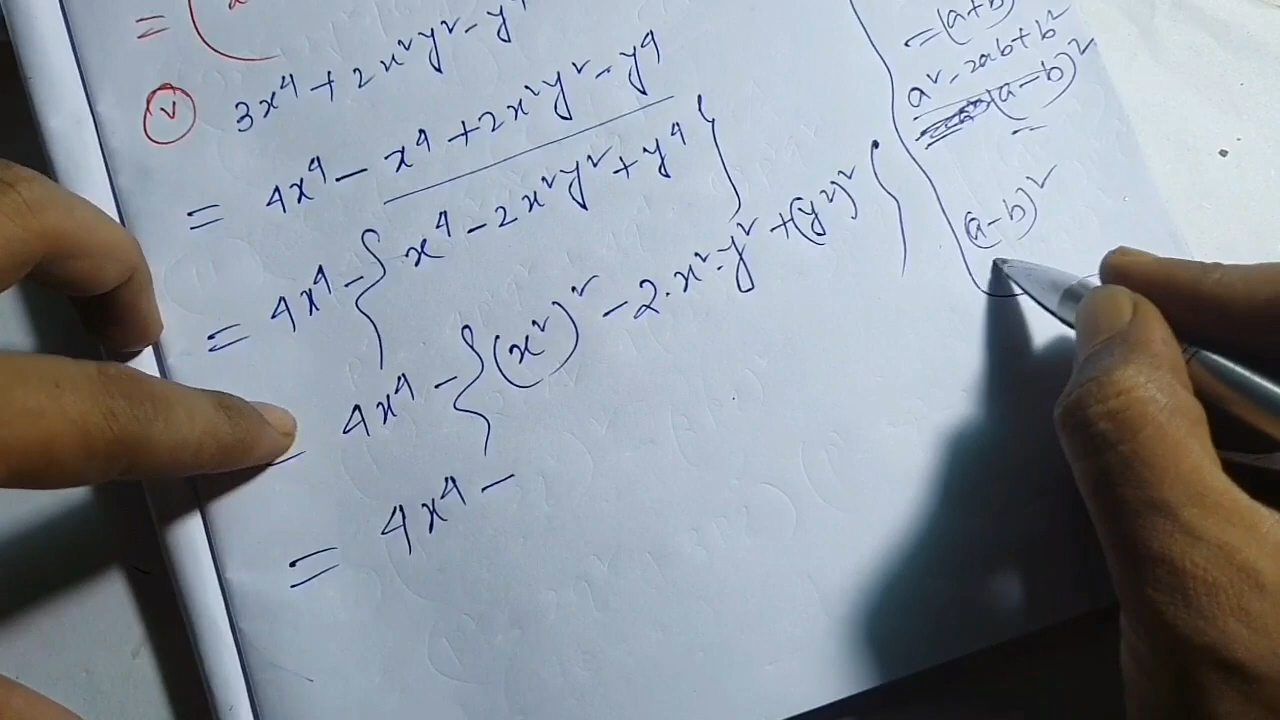 =
(v) 3x⁴ + 2x²y² - y⁴
= 4x⁴ - x⁴ + 2x²y² - y⁴
= 4x⁴ - { x⁴ - 2x²y² + y⁴ }
4x⁴ - { (x²)² - 2.x².y² + (y²)² }
= 4x⁴ -
= (a+b)
a² - 2ab + b²
(a-b)²
(a-b)²